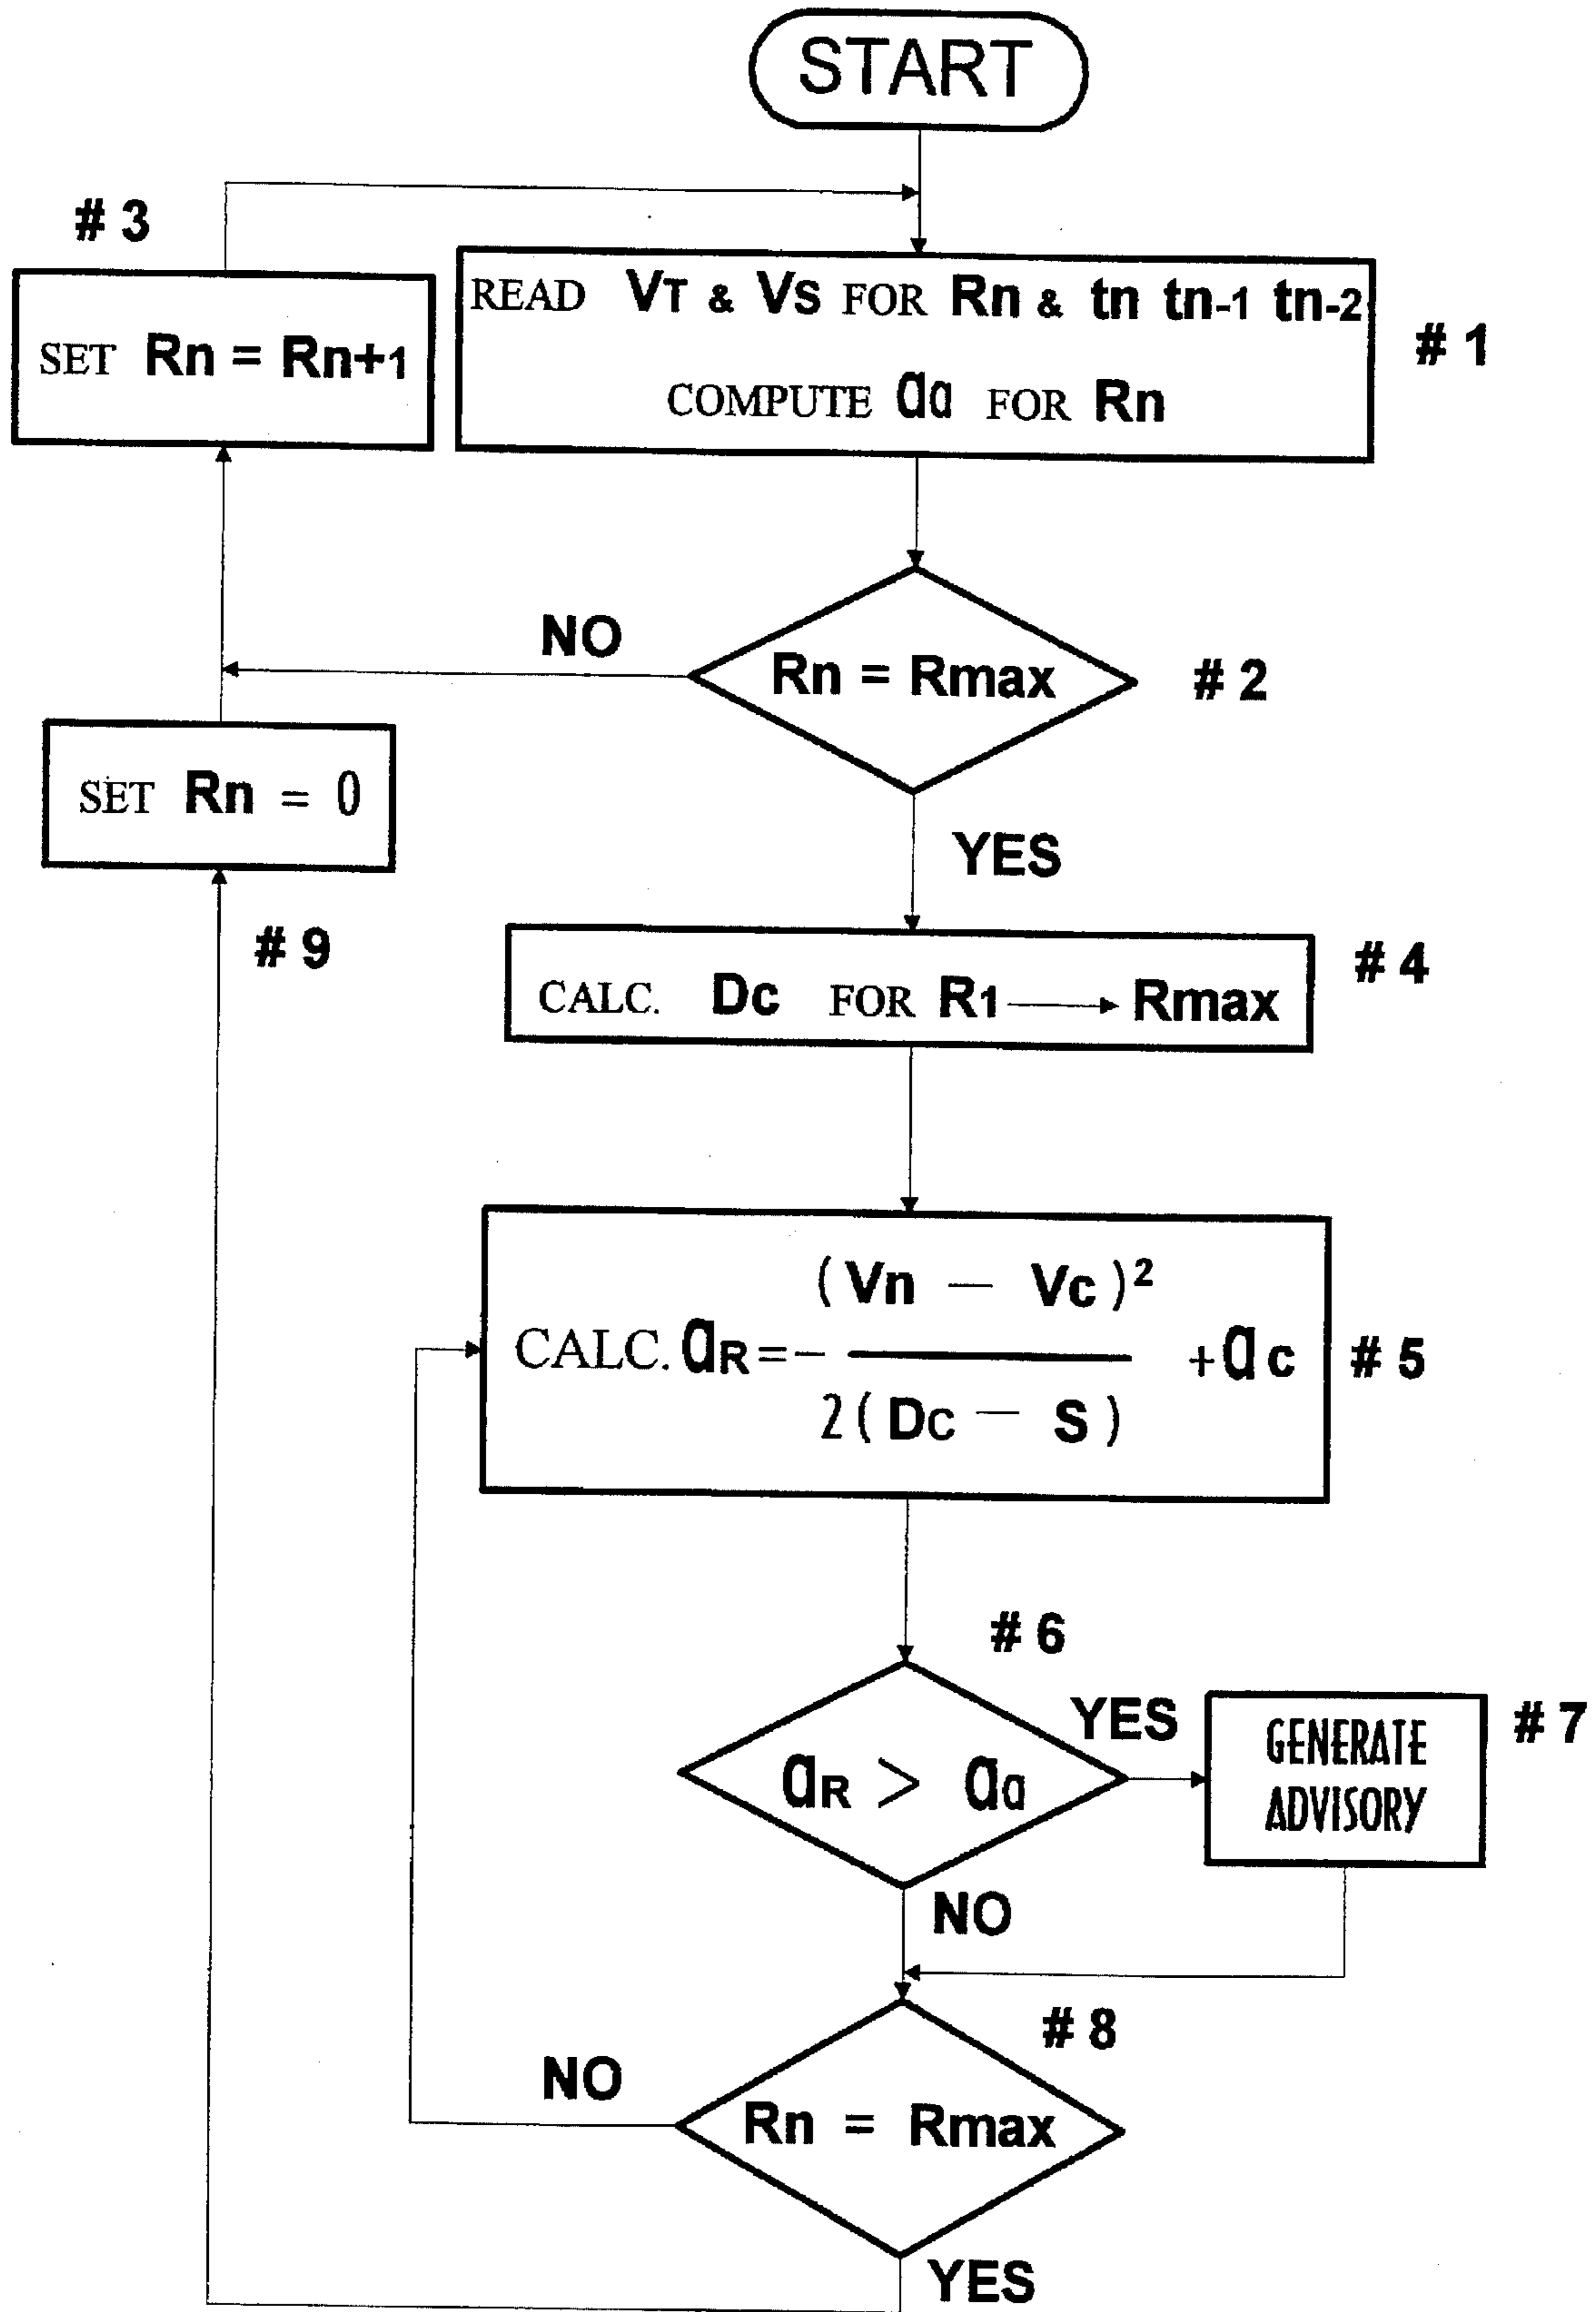 START
# 3
READ VT & VS FOR Rn & tn tn-1 tn-2
# 1
SET Rn = Rn+1
COMPUTE aa FOR Rn
NO
Rn = Rmax
# 2
SET Rn = 0
YES
# 9
# 4
CALC. Dc FOR R1 → Rmax
(Vn − Vc)²
CALC. aR = − +ac
# 5
2(Dc − S)
# 6
YES
# 7
GENERATE
ADVISORY
aR > aa
NO
# 8
NO
Rn = Rmax
YES